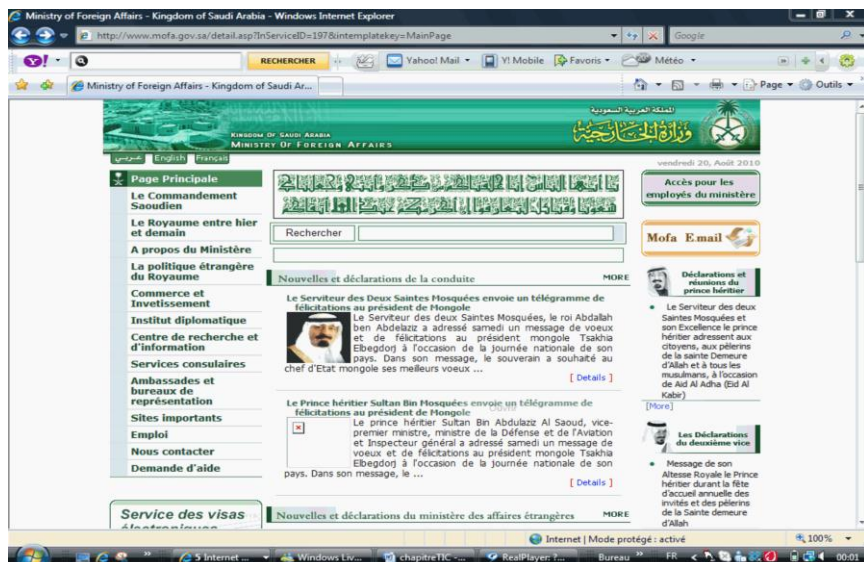 Ministry of Foreign Affairs - Kingdom of Saudi Arabia - Windows Internet Explorer
http://www.mofa.gov.sa/detail.asp?InServiceID=197&intemplatekey=MainPage
Google
RECHERCHER
Yahoo! Mail
Y! Mobile
Favoris
Météo
Ministry of Foreign Affairs - Kingdom of Saudi Ar...
Page
Outils
KINGDOM OF SAUDI ARABIA
MINISTRY OF FOREIGN AFFAIRS
المملكة العربية السعودية
وزارة الخارجية
عربي English Français
vendredi 20, Août 2010
Page Principale
Le Commandement
Saoudien
Le Royaume entre hier
et demain
A propos du Ministère
La politique étrangère
du Royaume
Commerce et
Invetissement
Institut diplomatique
Centre de recherche et
d'information
Services consulaires
Ambassades et
bureaux de
représentation
Sites importants
Emploi
Nous contacter
Demande d'aide
Service des visas
électroniques
Rechercher
Nouvelles et déclarations de la conduite MORE
Le Serviteur des Deux Saintes Mosquées envoie un télégramme de
félicitations au président de Mongole
Le Serviteur des deux Saintes Mosquées, le roi Abdallah
ben Abdelaziz a adressé samedi un message de voeux
et de félicitations au président mongole Tsakhia
Elbegdorj à l'occasion de la journée nationale de son
pays. Dans son message, le souverain a souhaité au
chef d'Etat mongole ses meilleurs voeux ...
[ Details ]
Le Prince héritier Sultan Bin Mosquées envoie un télégramme de
félicitations au président de Mongole
Le prince héritier Sultan Bin Abdulaziz Al Saoud, vice-
premier ministre, ministre de la Défense et de l'Aviation
et Inspecteur général a adressé samedi un message de
voeux et de félicitations au président mongole Tsakhia
Elbegdorj à l'occasion de la journée nationale de son
pays. Dans son message, le ...
[ Details ]
Nouvelles et déclarations du ministère des affaires étrangères MORE
Accès pour les
employés du ministère
Mofa E.mail
Déclarations et
réunions du
prince héritier
Le Serviteur des deux
Saintes Mosquées et
son Excellence le prince
héritier adressent aux
citoyens, aux pèlerins
de la sainte Demeure
d'Allah et à tous les
musulmans, à l'occasion
de Aid Al Adha (Eid Al
Kabir)
[More]
Les Déclarations
du deuxième vice
Message de son
Altesse Royale le Prince
héritier durant la fête
d'accueil annuelle des
invités et des pèlerins
de la Sainte demeure
d'Allah
Internet | Mode protégé : activé
100%
5 Internet ...
Windows Liv...
chapitreTIC -...
RealPlayer: ?...
Bureau
FR
00:01